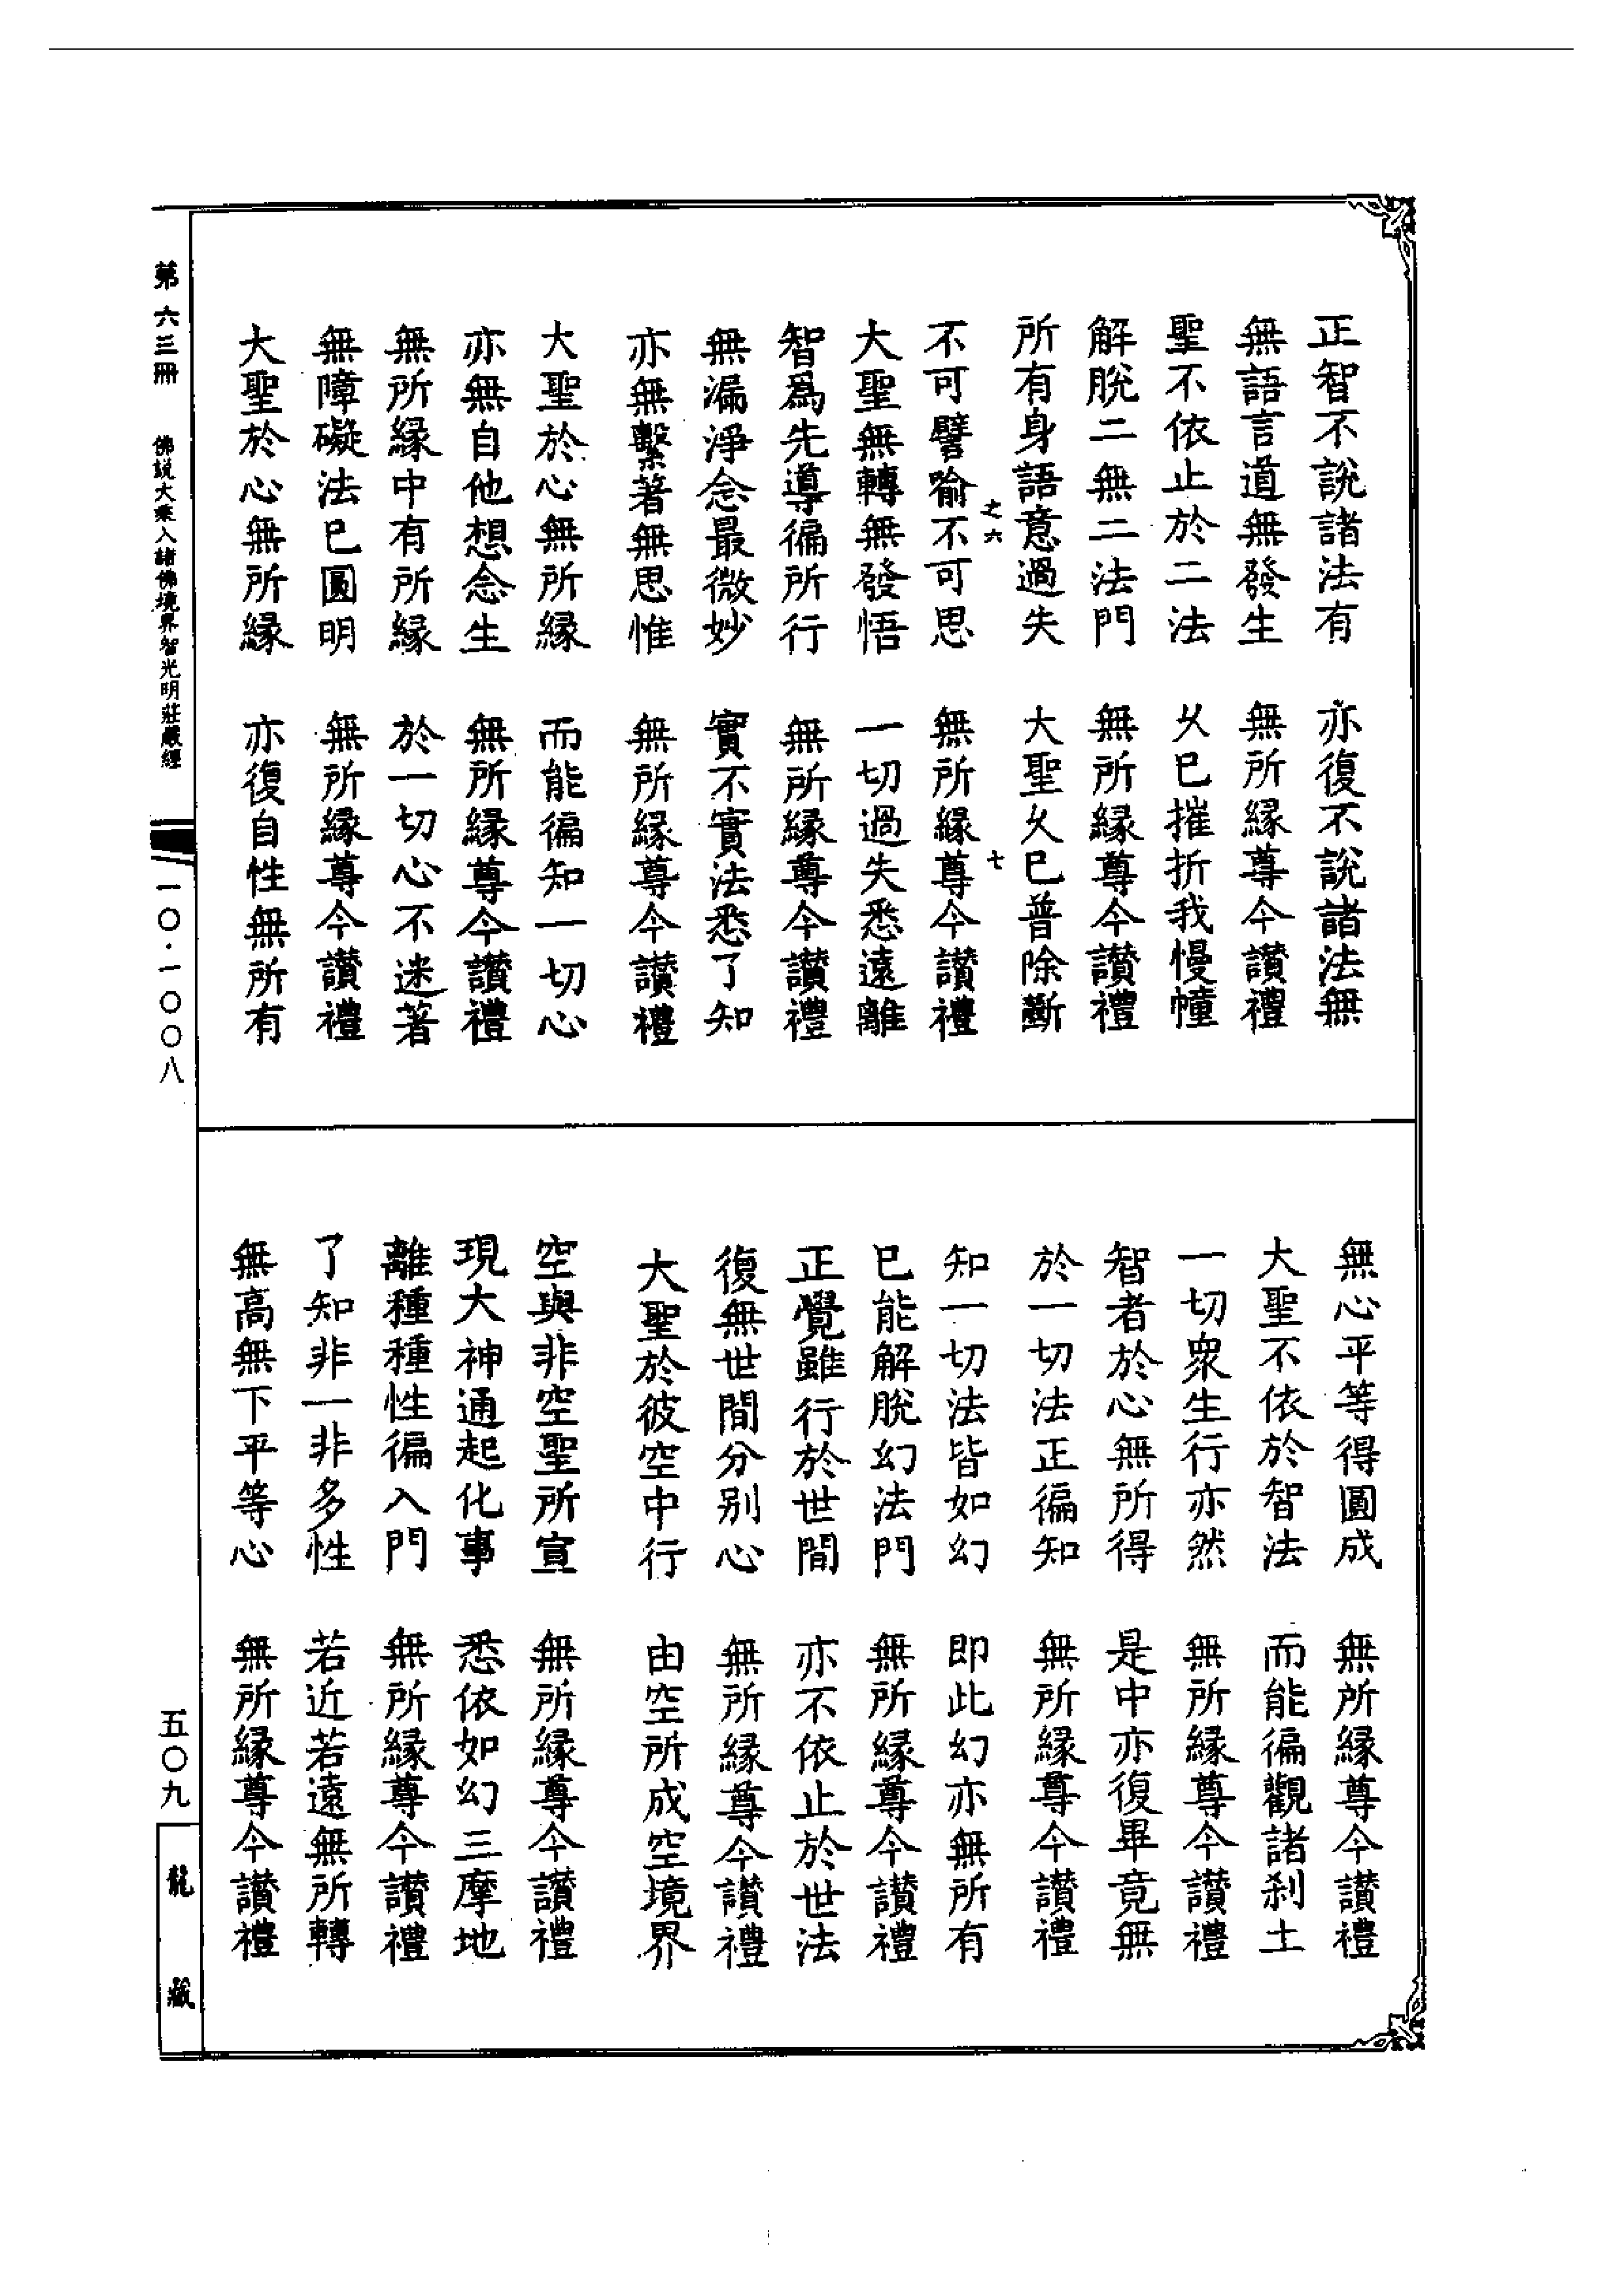 正智不說諸法有　亦復不說諸法無
無語言道無發生　無所緣尊今讚禮
聖不依止於二法　久已摧折我慢幢
解脫二無二法門　無所緣尊今讚禮
所有身語意過失　大聖久已普除斷
之六　七
不可譬喻不可思　無所緣尊今讚禮
大聖無轉無發悟　一切過失悉遠離
智爲先導徧所行　無所緣尊今讚禮
無漏淨念最微妙　實不實法悉了知
亦無繫著無思惟　無所緣尊今讚禮
大聖於心無所緣　而能徧知一切心
亦無自他想念生　無所緣尊今讚禮
無所緣中有所緣　於一切心不迷著
無障礙法已圓明　無所緣尊今讚禮
大聖於心無所緣　亦復自性無所有
無心平等得圓成　無所緣尊今讚禮
大聖不依於智法　而能徧觀諸刹土
一切衆生行亦然　無所緣尊今讚禮
智者於心無所得　是中亦復畢竟無
於一切法正徧知　無所緣尊今讚禮
知一切法皆如幻　即此幻亦無所有
已能解脫幻法門　無所緣尊今讚禮
正覺雖行於世間　亦不依止於世法
復無世間分別心　無所緣尊今讚禮
大聖於彼空中行　由空所成空境界
空與非空聖所宣　無所緣尊今讚禮
現大神通起化事　悉依如幻三摩地
離種種性徧入門　無所緣尊今讚禮
了知非一非多性　若近若遠無所轉
無高無下平等心　無所緣尊今讚禮
第六三冊　佛說大乘入諸佛境界智光明莊嚴經　一〇·一〇〇八　五〇九　龍藏